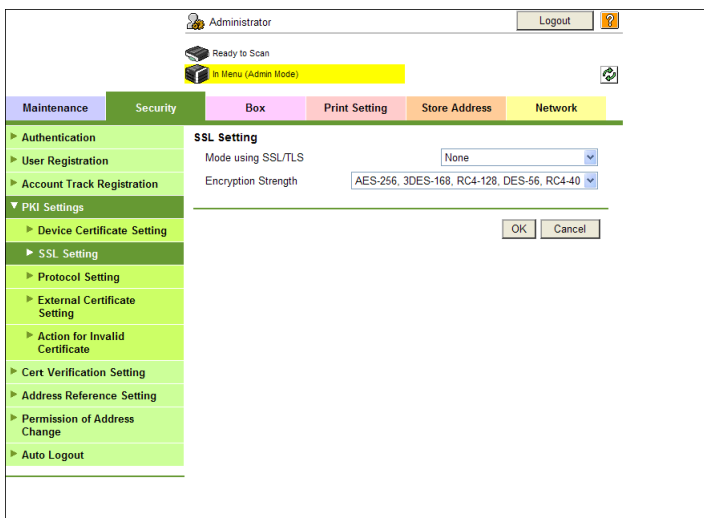 Administrator
Logout
?
Ready to Scan
In Menu (Admin Mode)
Maintenance
Security
Box
Print Setting
Store Address
Network
Authentication
User Registration
Account Track Registration
PKI Settings
Device Certificate Setting
SSL Setting
Protocol Setting
External Certificate
Setting
Action for Invalid
Certificate
Cert Verification Setting
Address Reference Setting
Permission of Address
Change
Auto Logout
SSL Setting
Mode using SSL/TLS
None
Encryption Strength
AES-256, 3DES-168, RC4-128, DES-56, RC4-40
OK
Cancel